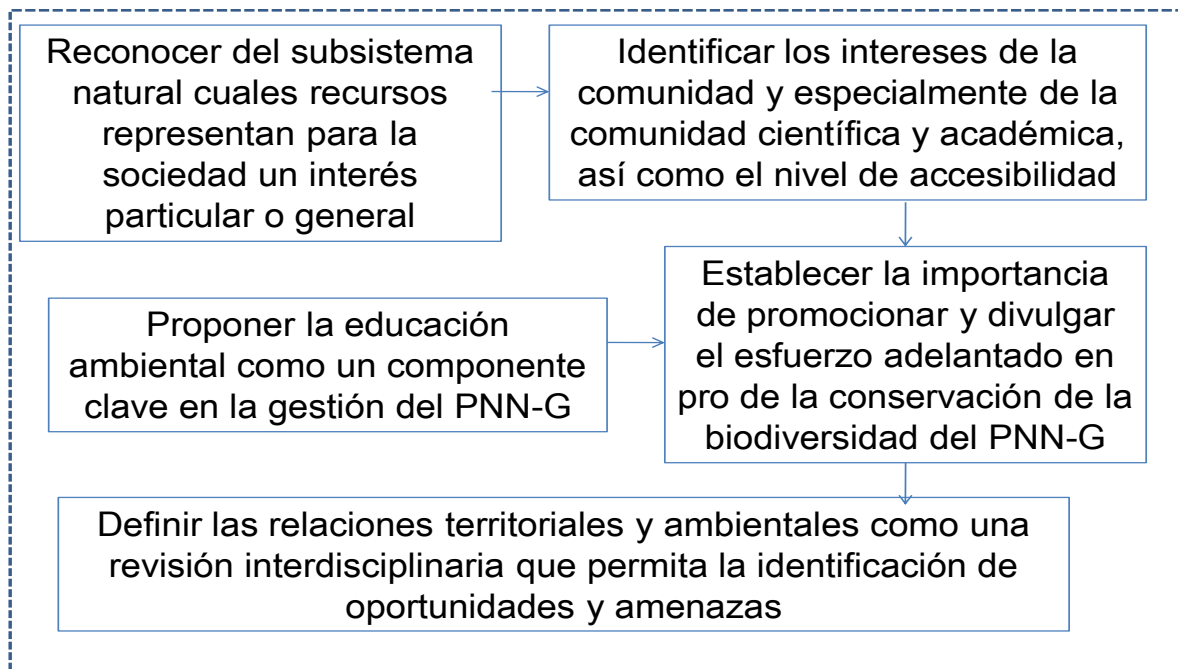 Reconocer del subsistema
natural cuales recursos
representan para la
sociedad un interés
particular o general
Identificar los intereses de la
comunidad y especialmente de la
comunidad científica y académica,
así como el nivel de accesibilidad
Proponer la educación
ambiental como un componente
clave en la gestión del PNN-G
Establecer la importancia
de promocionar y divulgar
el esfuerzo adelantado en
pro de la conservación de la
biodiversidad del PNN-G
Definir las relaciones territoriales y ambientales como una
revisión interdisciplinaria que permita la identificación de
oportunidades y amenazas